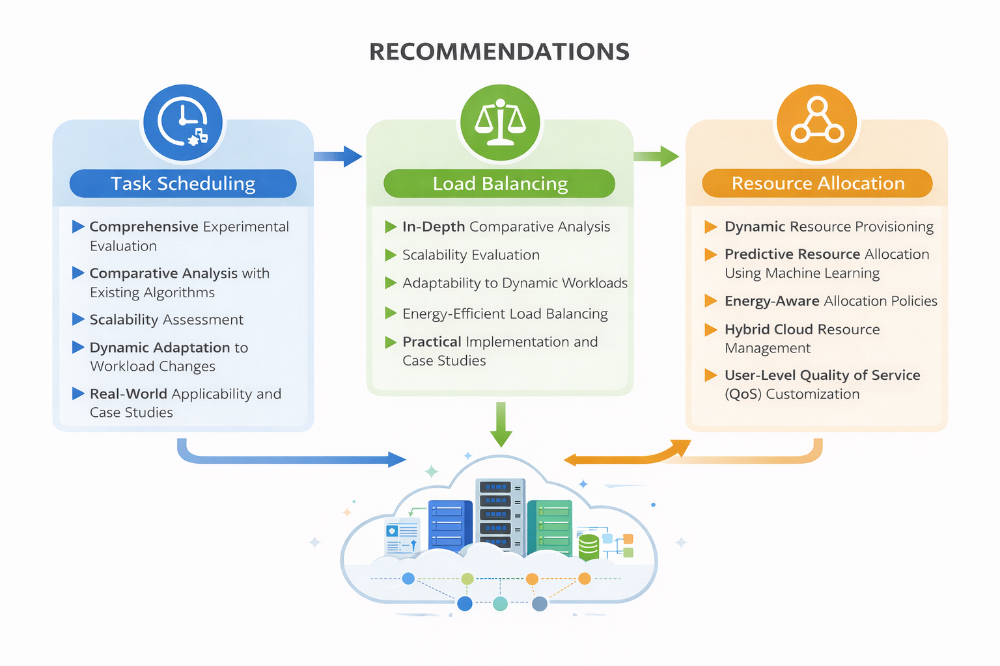 RECOMMENDATIONS
Task Scheduling
Comprehensive Experimental
Evaluation
Comparative Analysis with
Existing Algorithms
Scalability Assessment
Dynamic Adaptation to
Workload Changes
Real-World Applicability and
Case Studies
Load Balancing
In-Depth Comparative Analysis
Scalability Evaluation
Adaptability to Dynamic Workloads
Energy-Efficient Load Balancing
Practical Implementation and
Case Studies
Resource Allocation
Dynamic Resource Provisioning
Predictive Resource Allocation
Using Machine Learning
Energy-Aware Allocation Policies
Hybrid Cloud Resource
Management
User-Level Quality of Service
(QoS) Customization